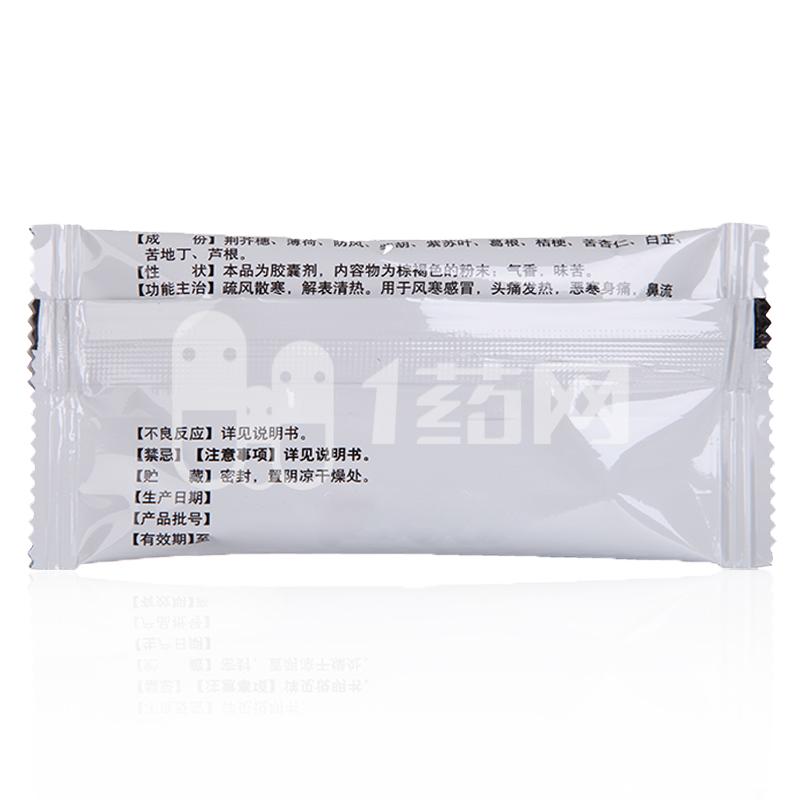 【成 份】荆芥穗、薄荷、防风、柴胡、紫苏叶、葛根、桔梗、苦杏仁、白芷、
苦地丁、芦根。
【性 状】本品为胶囊剂，内容物为棕褐色的粉末；气香，味苦。
【功能主治】疏风散寒，解表清热。用于风寒感冒，头痛发热，恶寒身痛，鼻流
1药网
【不良反应】详见说明书。
【禁忌】【注意事项】详见说明书。
【贮 藏】密封，置阴凉干燥处。
【生产日期】
【产品批号】
【有效期】至